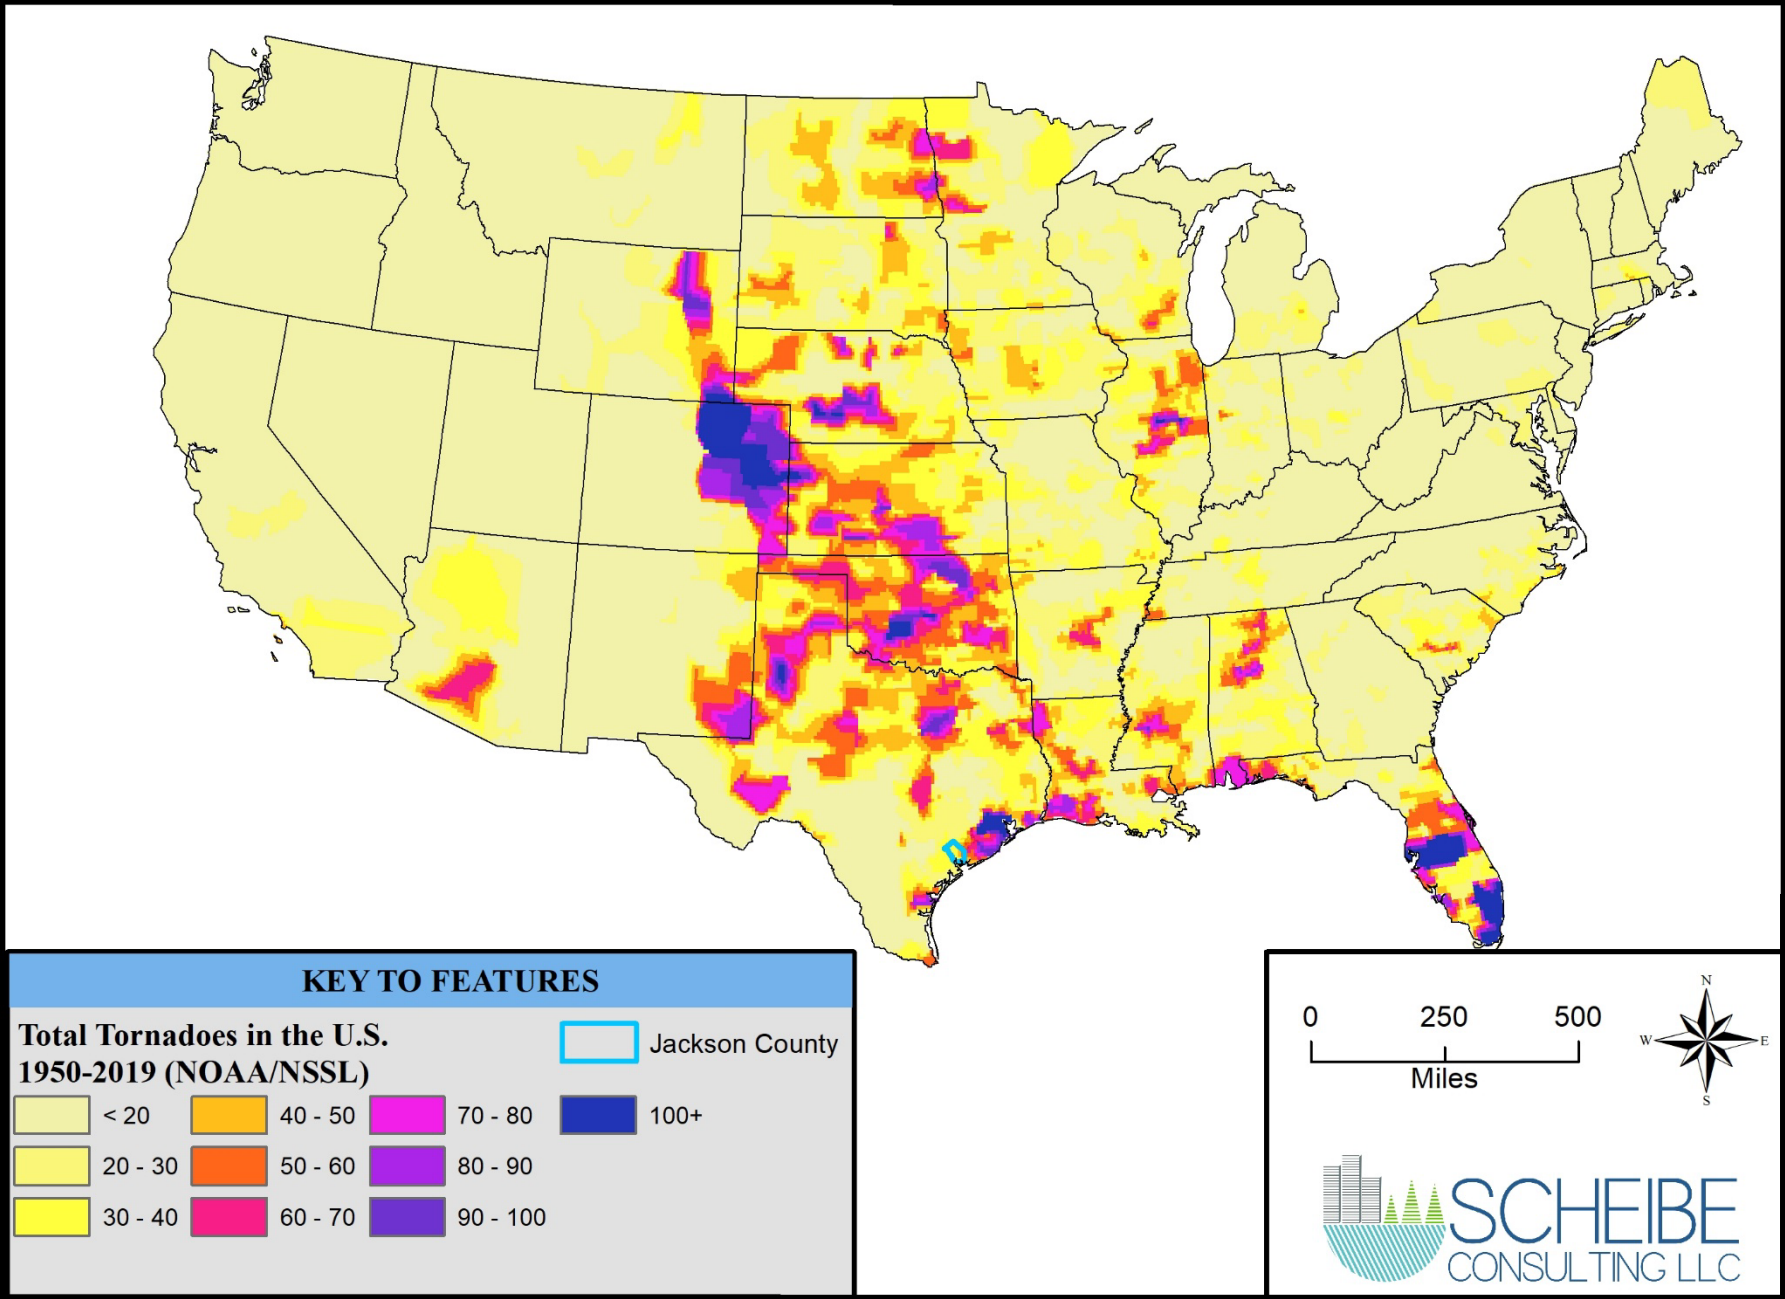 KEY TO FEATURES
Total Tornadoes in the U.S.
1950-2019 (NOAA/NSSL)
Jackson County
< 20
40 - 50
70 - 80
100+
20 - 30
50 - 60
80 - 90
30 - 40
60 - 70
90 - 100
0 250 500
Miles
N
W E
S
SCHEIBE
CONSULTING LLC